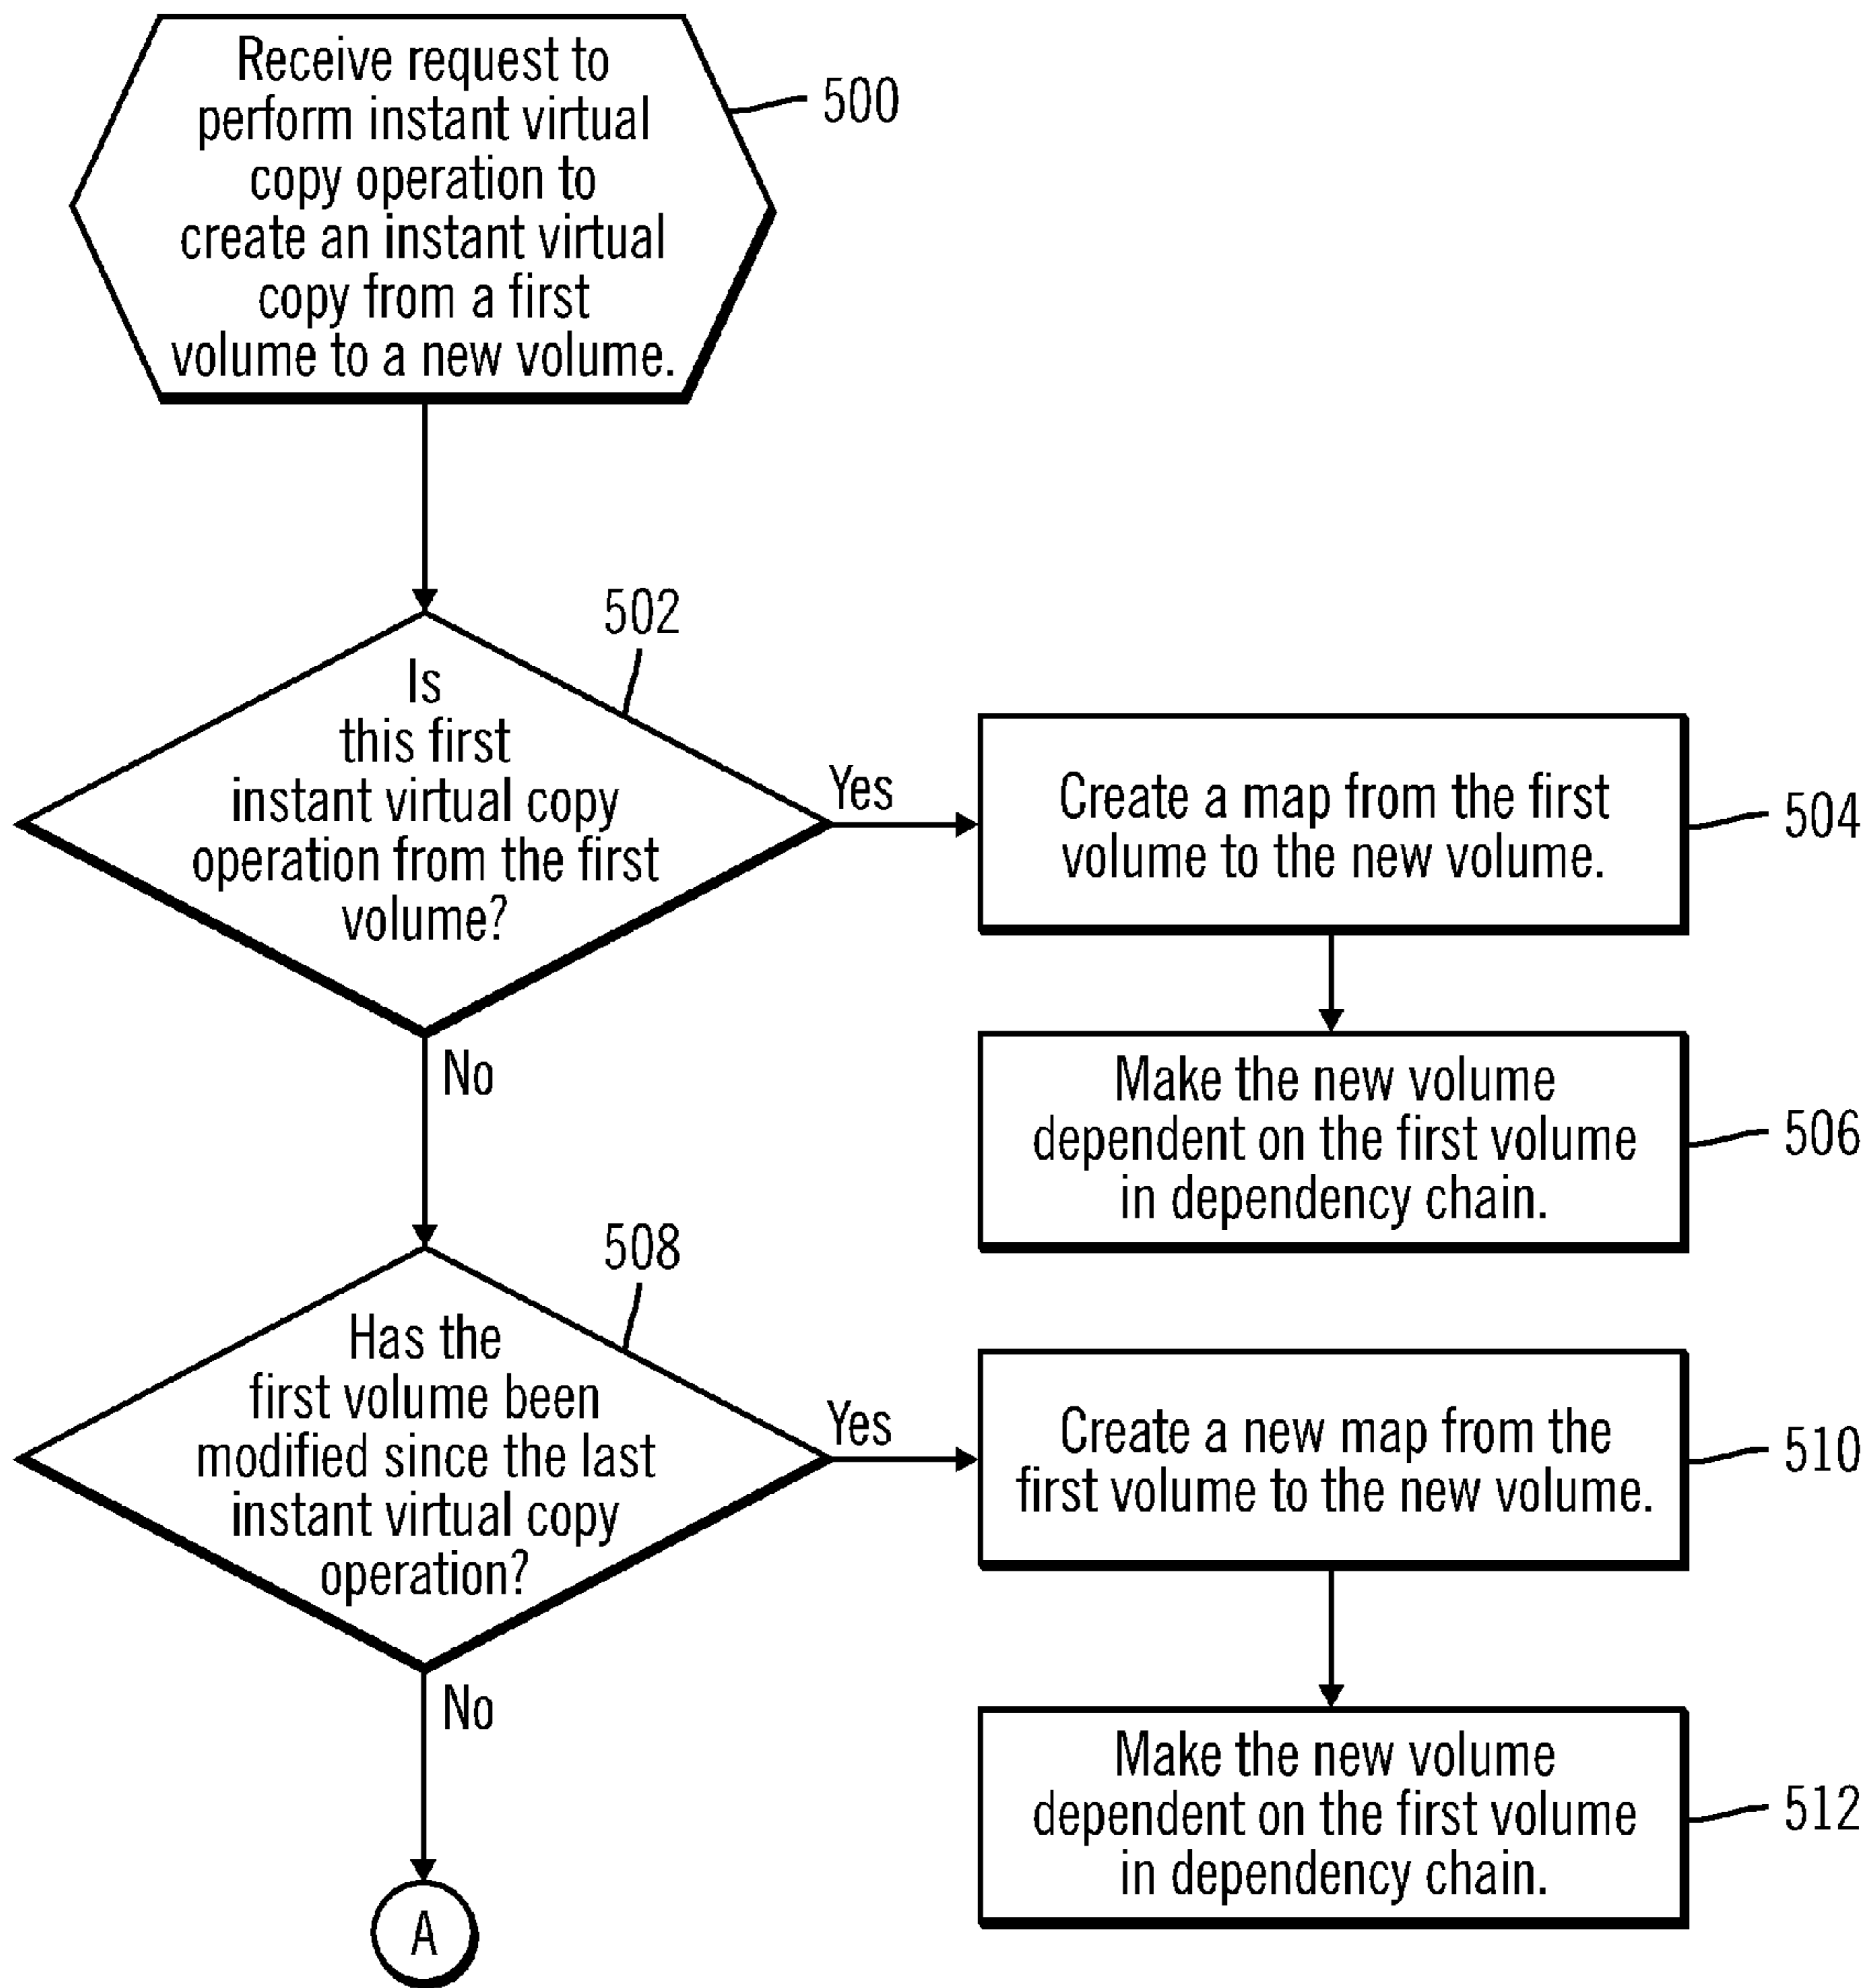 Receive request to
perform instant virtual
copy operation to
create an instant virtual
copy from a first
volume to a new volume.
500
502
Is
this first
instant virtual copy
operation from the first
volume?
Yes
Create a map from the first
volume to the new volume.
504
No
Make the new volume
dependent on the first volume
in dependency chain.
506
508
Has the
first volume been
modified since the last
instant virtual copy
operation?
Yes
Create a new map from the
first volume to the new volume.
510
No
Make the new volume
dependent on the first volume
in dependency chain.
512
A